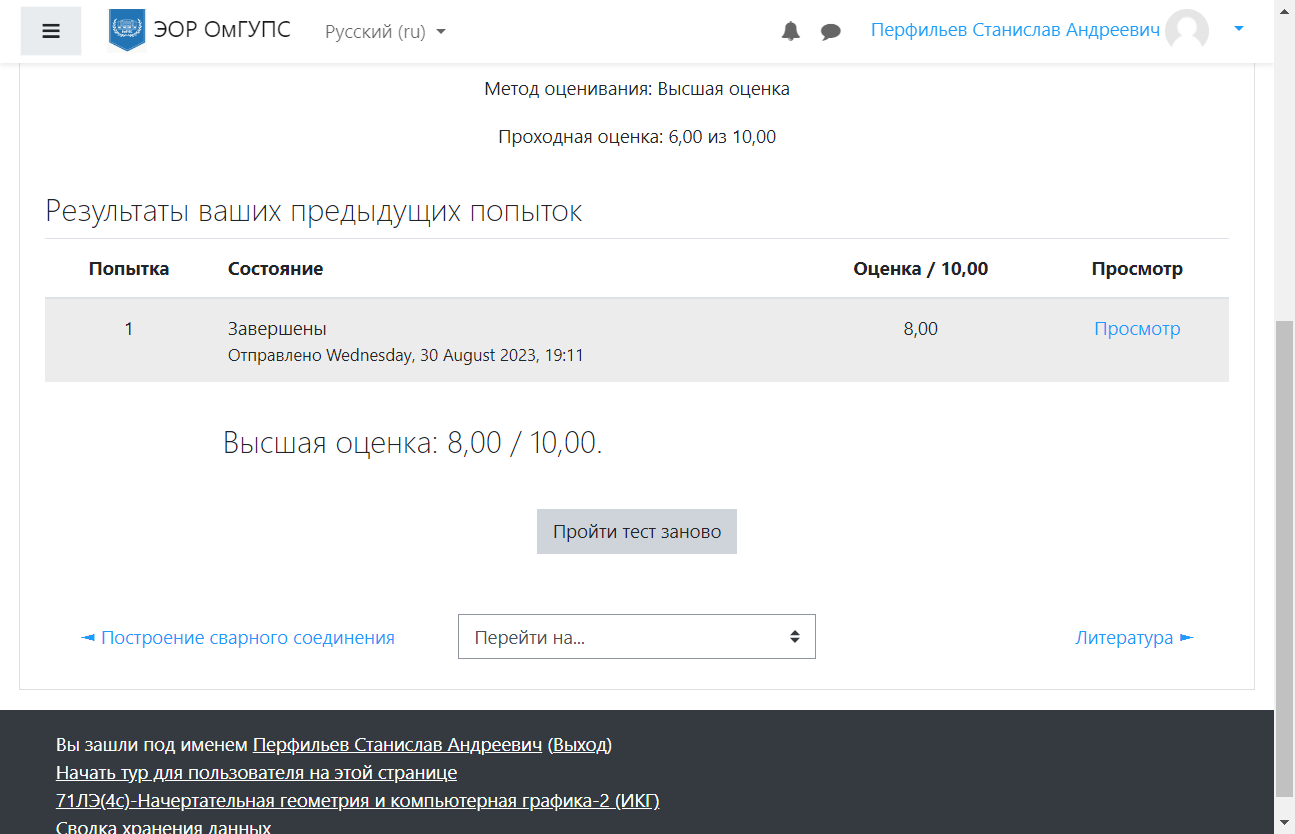 ЭОР ОмГУПС Русский (ru) Перфильев Станислав Андреевич
Метод оценивания: Высшая оценка
Проходная оценка: 6,00 из 10,00
Результаты ваших предыдущих попыток
Попытка Состояние Оценка / 10,00 Просмотр
1 Завершены 8,00 Просмотр
Отправлено Wednesday, 30 August 2023, 19:11
Высшая оценка: 8,00 / 10,00.
Пройти тест заново
◄ Построение сварного соединения Перейти на... Литература ►
Вы зашли под именем Перфильев Станислав Андреевич (Выход)
Начать тур для пользователя на этой странице
71ЛЭ(4с)-Начертательная геометрия и компьютерная графика-2 (ИКГ)
Сводка хранения данных